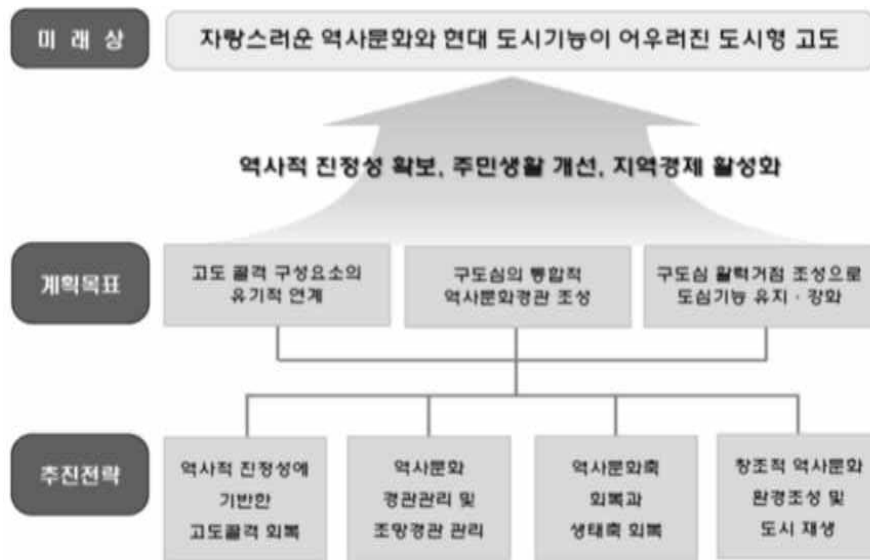 미 래 상
자랑스러운 역사문화와 현대 도시기능이 어우러진 도시형 고도
역사적 진정성 확보, 주민생활 개선, 지역경제 활성화
계획목표
고도 골격 구성요소의
유기적 연계
구도심의 통합적
역사문화경관 조성
구도심 활력거점 조성으로
도심기능 유지 · 강화
추진전략
역사적 진정성에
기반한
고도골격 회복
역사문화
경관관리 및
조망경관 관리
역사문화축
회복과
생태축 회복
창조적 역사문화
환경조성 및
도시 재생